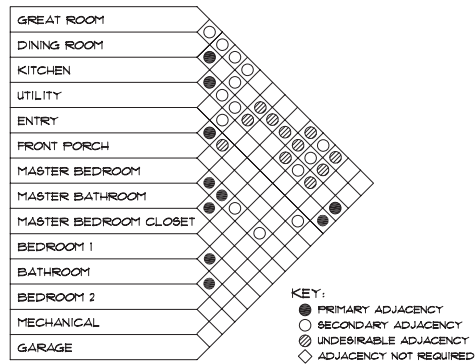 GREAT ROOM
DINING ROOM
KITCHEN
UTILITY
ENTRY
FRONT PORCH
MASTER BEDROOM
MASTER BATHROOM
MASTER BEDROOM CLOSET
BEDROOM 1
BATHROOM
BEDROOM 2
MECHANICAL
GARAGE
KEY:
PRIMARY ADJACENCY
SECONDARY ADJACENCY
UNDESIRABLE ADJACENCY
ADJACENCY NOT REQUIRED